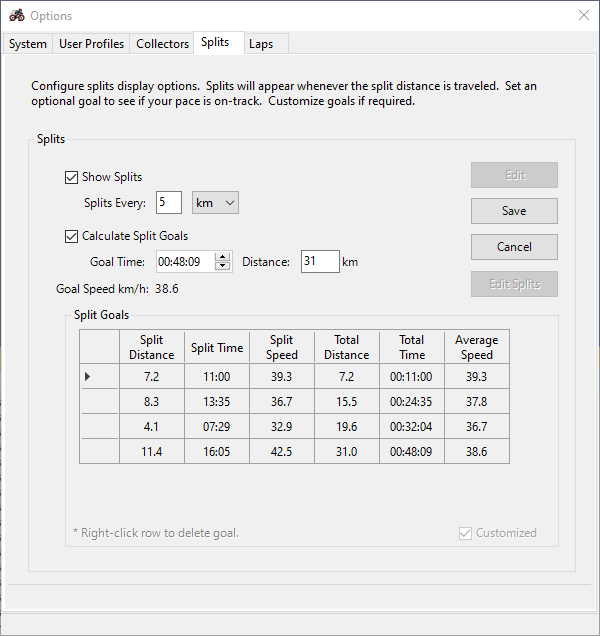 Options
System User Profiles Collectors Splits Laps
Configure splits display options. Splits will appear whenever the split distance is traveled. Set an
optional goal to see if your pace is on-track. Customize goals if required.
Splits
Show Splits
Edit
Splits Every: 5 km
Save
Calculate Split Goals
Cancel
Goal Time: 00:48:09 Distance: 31 km
Goal Speed km/h: 38.6
Edit Splits
Split Goals
Split Distance Split Time Split Speed Total Distance Total Time Average Speed
7.2 11:00 39.3 7.2 00:11:00 39.3
8.3 13:35 36.7 15.5 00:24:35 37.8
4.1 07:29 32.9 19.6 00:32:04 36.7
11.4 16:05 42.5 31.0 00:48:09 38.6
* Right-click row to delete goal.
Customized